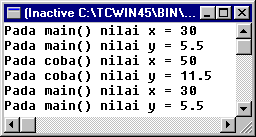 (Inactive C:\TCWIN45\BIN\
Pada main() nilai x = 30
Pada main() nilai y = 5.5
Pada coba() nilai x = 50
Pada coba() nilai y = 11.5
Pada main() nilai x = 30
Pada main() nilai y = 5.5